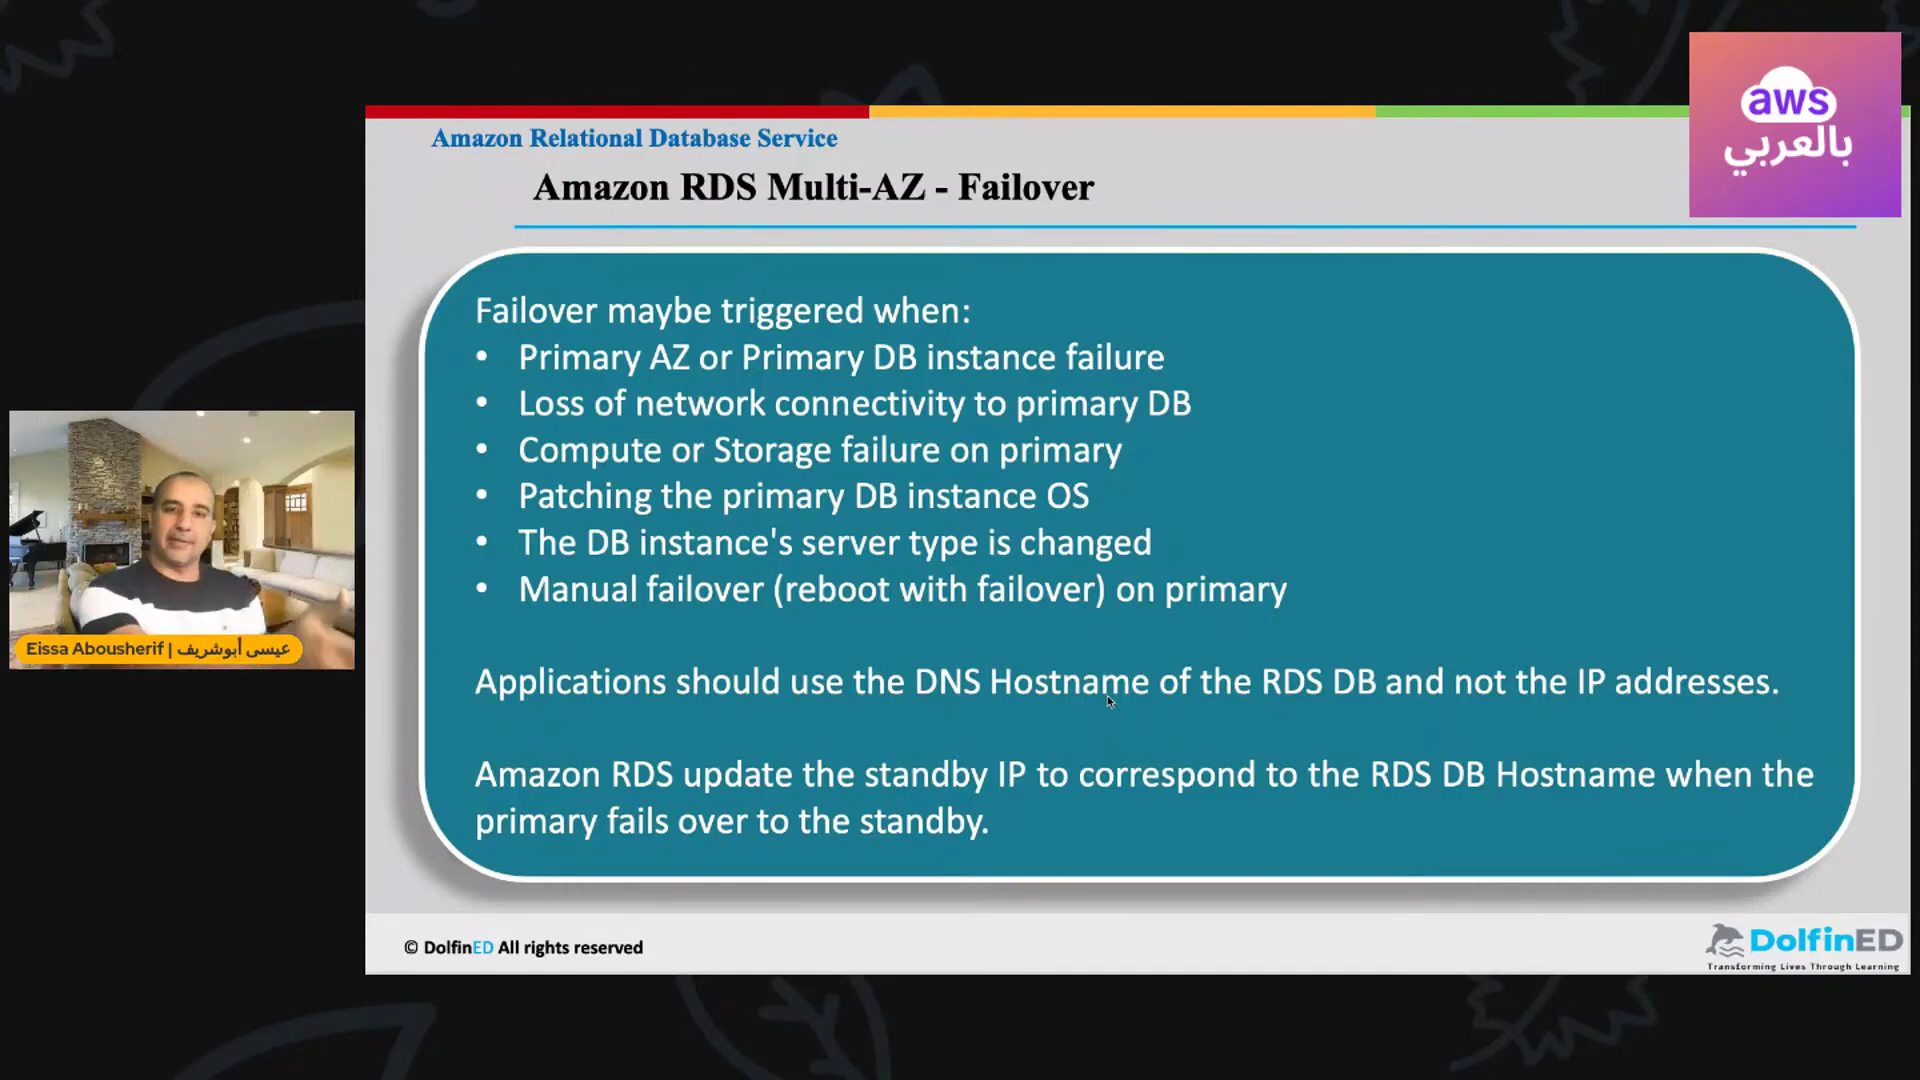 aws
بالعربي
Amazon Relational Database Service
Amazon RDS Multi-AZ - Failover
Failover maybe triggered when:
• Primary AZ or Primary DB instance failure
• Loss of network connectivity to primary DB
• Compute or Storage failure on primary
• Patching the primary DB instance OS
• The DB instance's server type is changed
• Manual failover (reboot with failover) on primary
Applications should use the DNS Hostname of the RDS DB and not the IP addresses.
Amazon RDS update the standby IP to correspond to the RDS DB Hostname when the
primary fails over to the standby.
Eissa Abousherif | عيسى أبوشريف
© DolfinED All rights reserved
DolfinED
Transforming Lives Through Learning